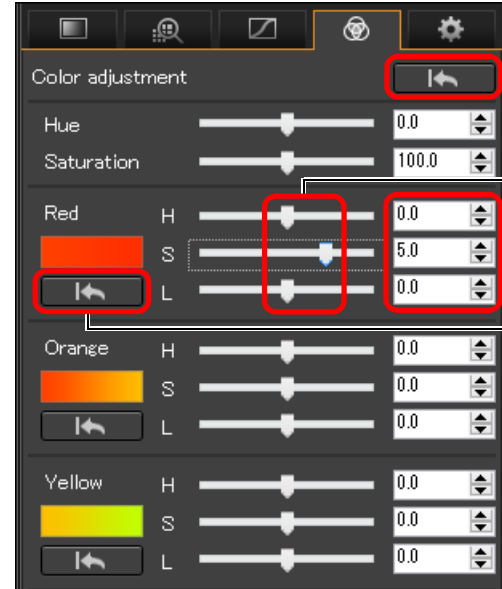 Color adjustment
Hue 0.0
Saturation 100.0
Red H 0.0
S 5.0
L 0.0
Orange H 0.0
S 0.0
L 0.0
Yellow H 0.0
S 0.0
L 0.0